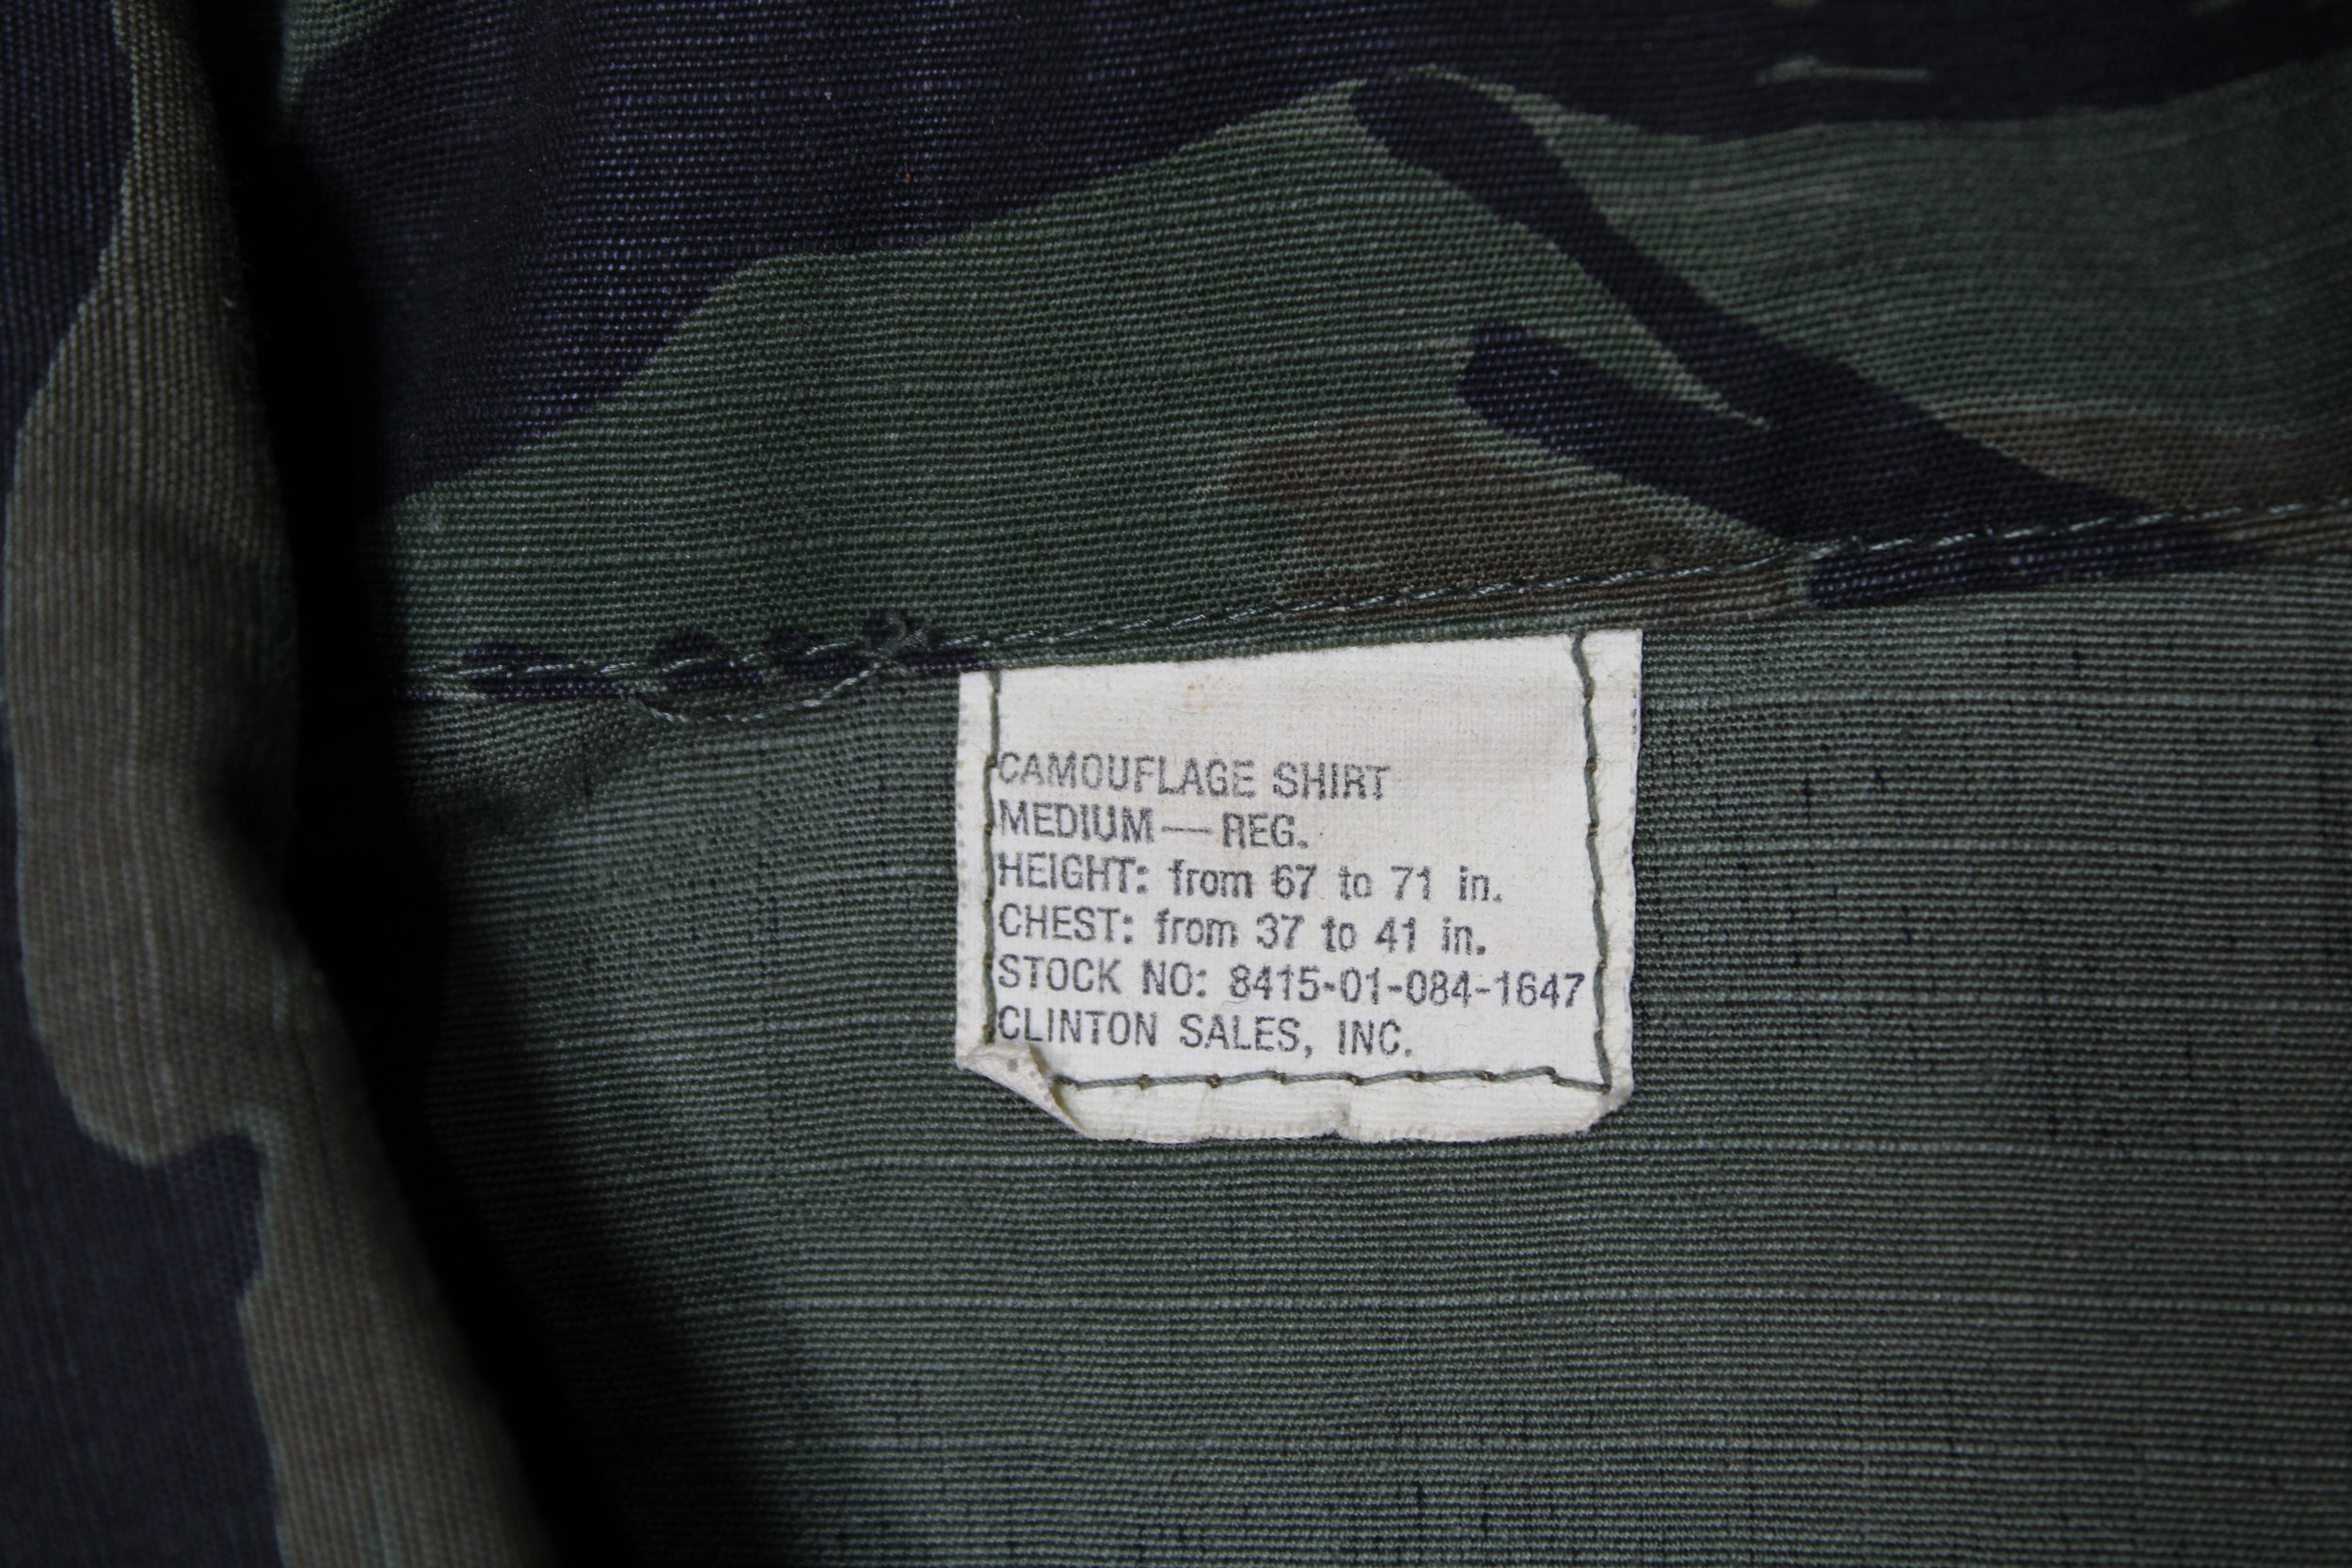 CAMOUFLAGE SHIRT
MEDIUM — REG.
HEIGHT: from 67 to 71 in.
CHEST: from 37 to 41 in.
STOCK NO: 8415-01-084-1647
CLINTON SALES, INC.